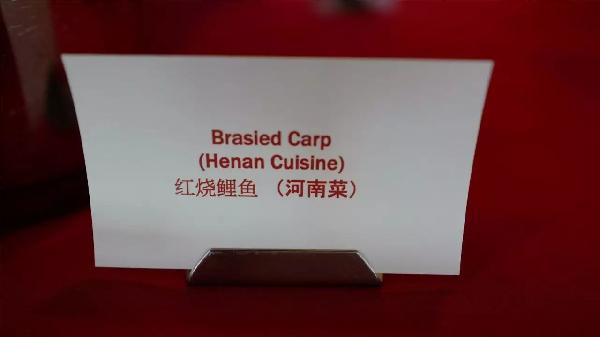 Brasied Carp
(Henan Cuisine)
红烧鲤鱼 （河南菜）